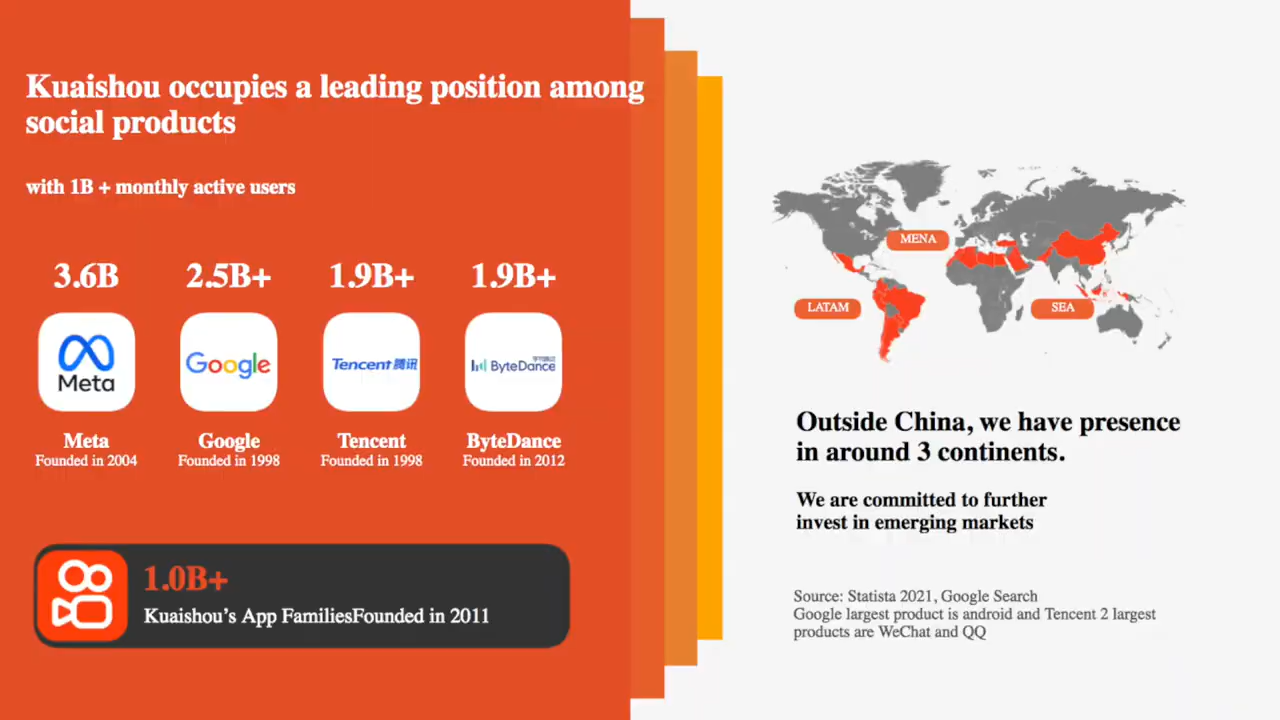 Kuaishou occupies a leading position among
social products
with 1B + monthly active users
3.6B
2.5B+
1.9B+
1.9B+
Meta
Google
Tencent 腾讯
字节跳动
ByteDance
Meta
Google
Tencent
ByteDance
Founded in 2004
Founded in 1998
Founded in 1998
Founded in 2012
1.0B+
Kuaishou’s App FamiliesFounded in 2011
MENA
LATAM
SEA
Outside China, we have presence
in around 3 continents.
We are committed to further
invest in emerging markets
Source: Statista 2021, Google Search
Google largest product is android and Tencent 2 largest
products are WeChat and QQ